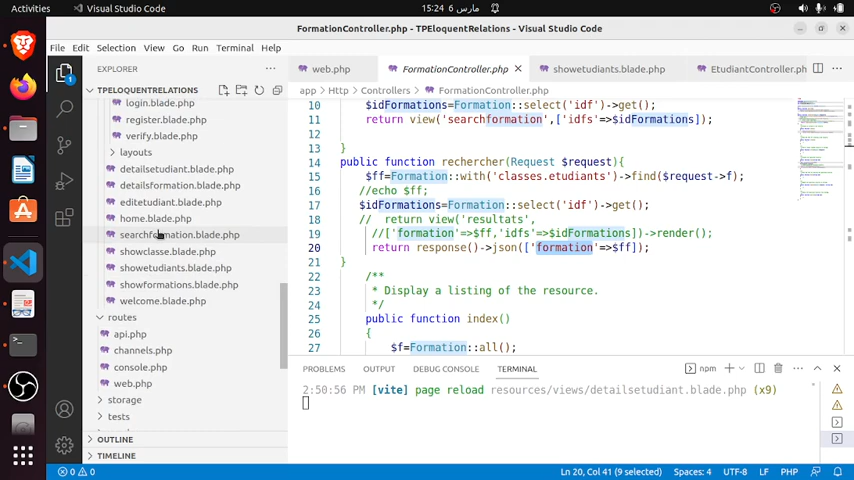 Activities
Visual Studio Code
15:24 6 مارس
FormationController.php - TPEloquentRelations - Visual Studio Code
File Edit Selection View Go Run Terminal Help
EXPLORER
web.php
FormationController.php
showetudiants.blade.php
EtudiantController.ph
TPELOQUENTRELATIONS
app > Http > Controllers > FormationController.php
login.blade.php
register.blade.php
verify.blade.php
layouts
detailsetudiant.blade.php
detailsformation.blade.php
editetudiant.blade.php
home.blade.php
searchformation.blade.php
showclasse.blade.php
showetudiants.blade.php
showformations.blade.php
welcome.blade.php
routes
api.php
channels.php
console.php
web.php
storage
tests
OUTLINE
TIMELINE
10 $idFormations=Formation::select('idf')->get();
11 return view('searchformation',['idfs'=>$idFormations]);
12
13 }
14 public function rechercher(Request $request){
15 $ff=Formation::with('classes.etudiants')->find($request->f);
16 //echo $ff;
17 $idFormations=Formation::select('idf')->get();
18 // return view('resultats',
19 //['formation'=>$ff,'idfs'=>$idFormations])->render();
20 return response()->json(['formation'=>$ff]);
21 }
22 /**
23 * Display a listing of the resource.
24 */
25 public function index()
26 {
27 $f=Formation::all();
PROBLEMS OUTPUT DEBUG CONSOLE TERMINAL
npm
2:50:56 PM [vite] page reload resources/views/detailsetudiant.blade.php (x9)
0 0
Ln 20, Col 41 (9 selected) Spaces: 4 UTF-8 LF PHP